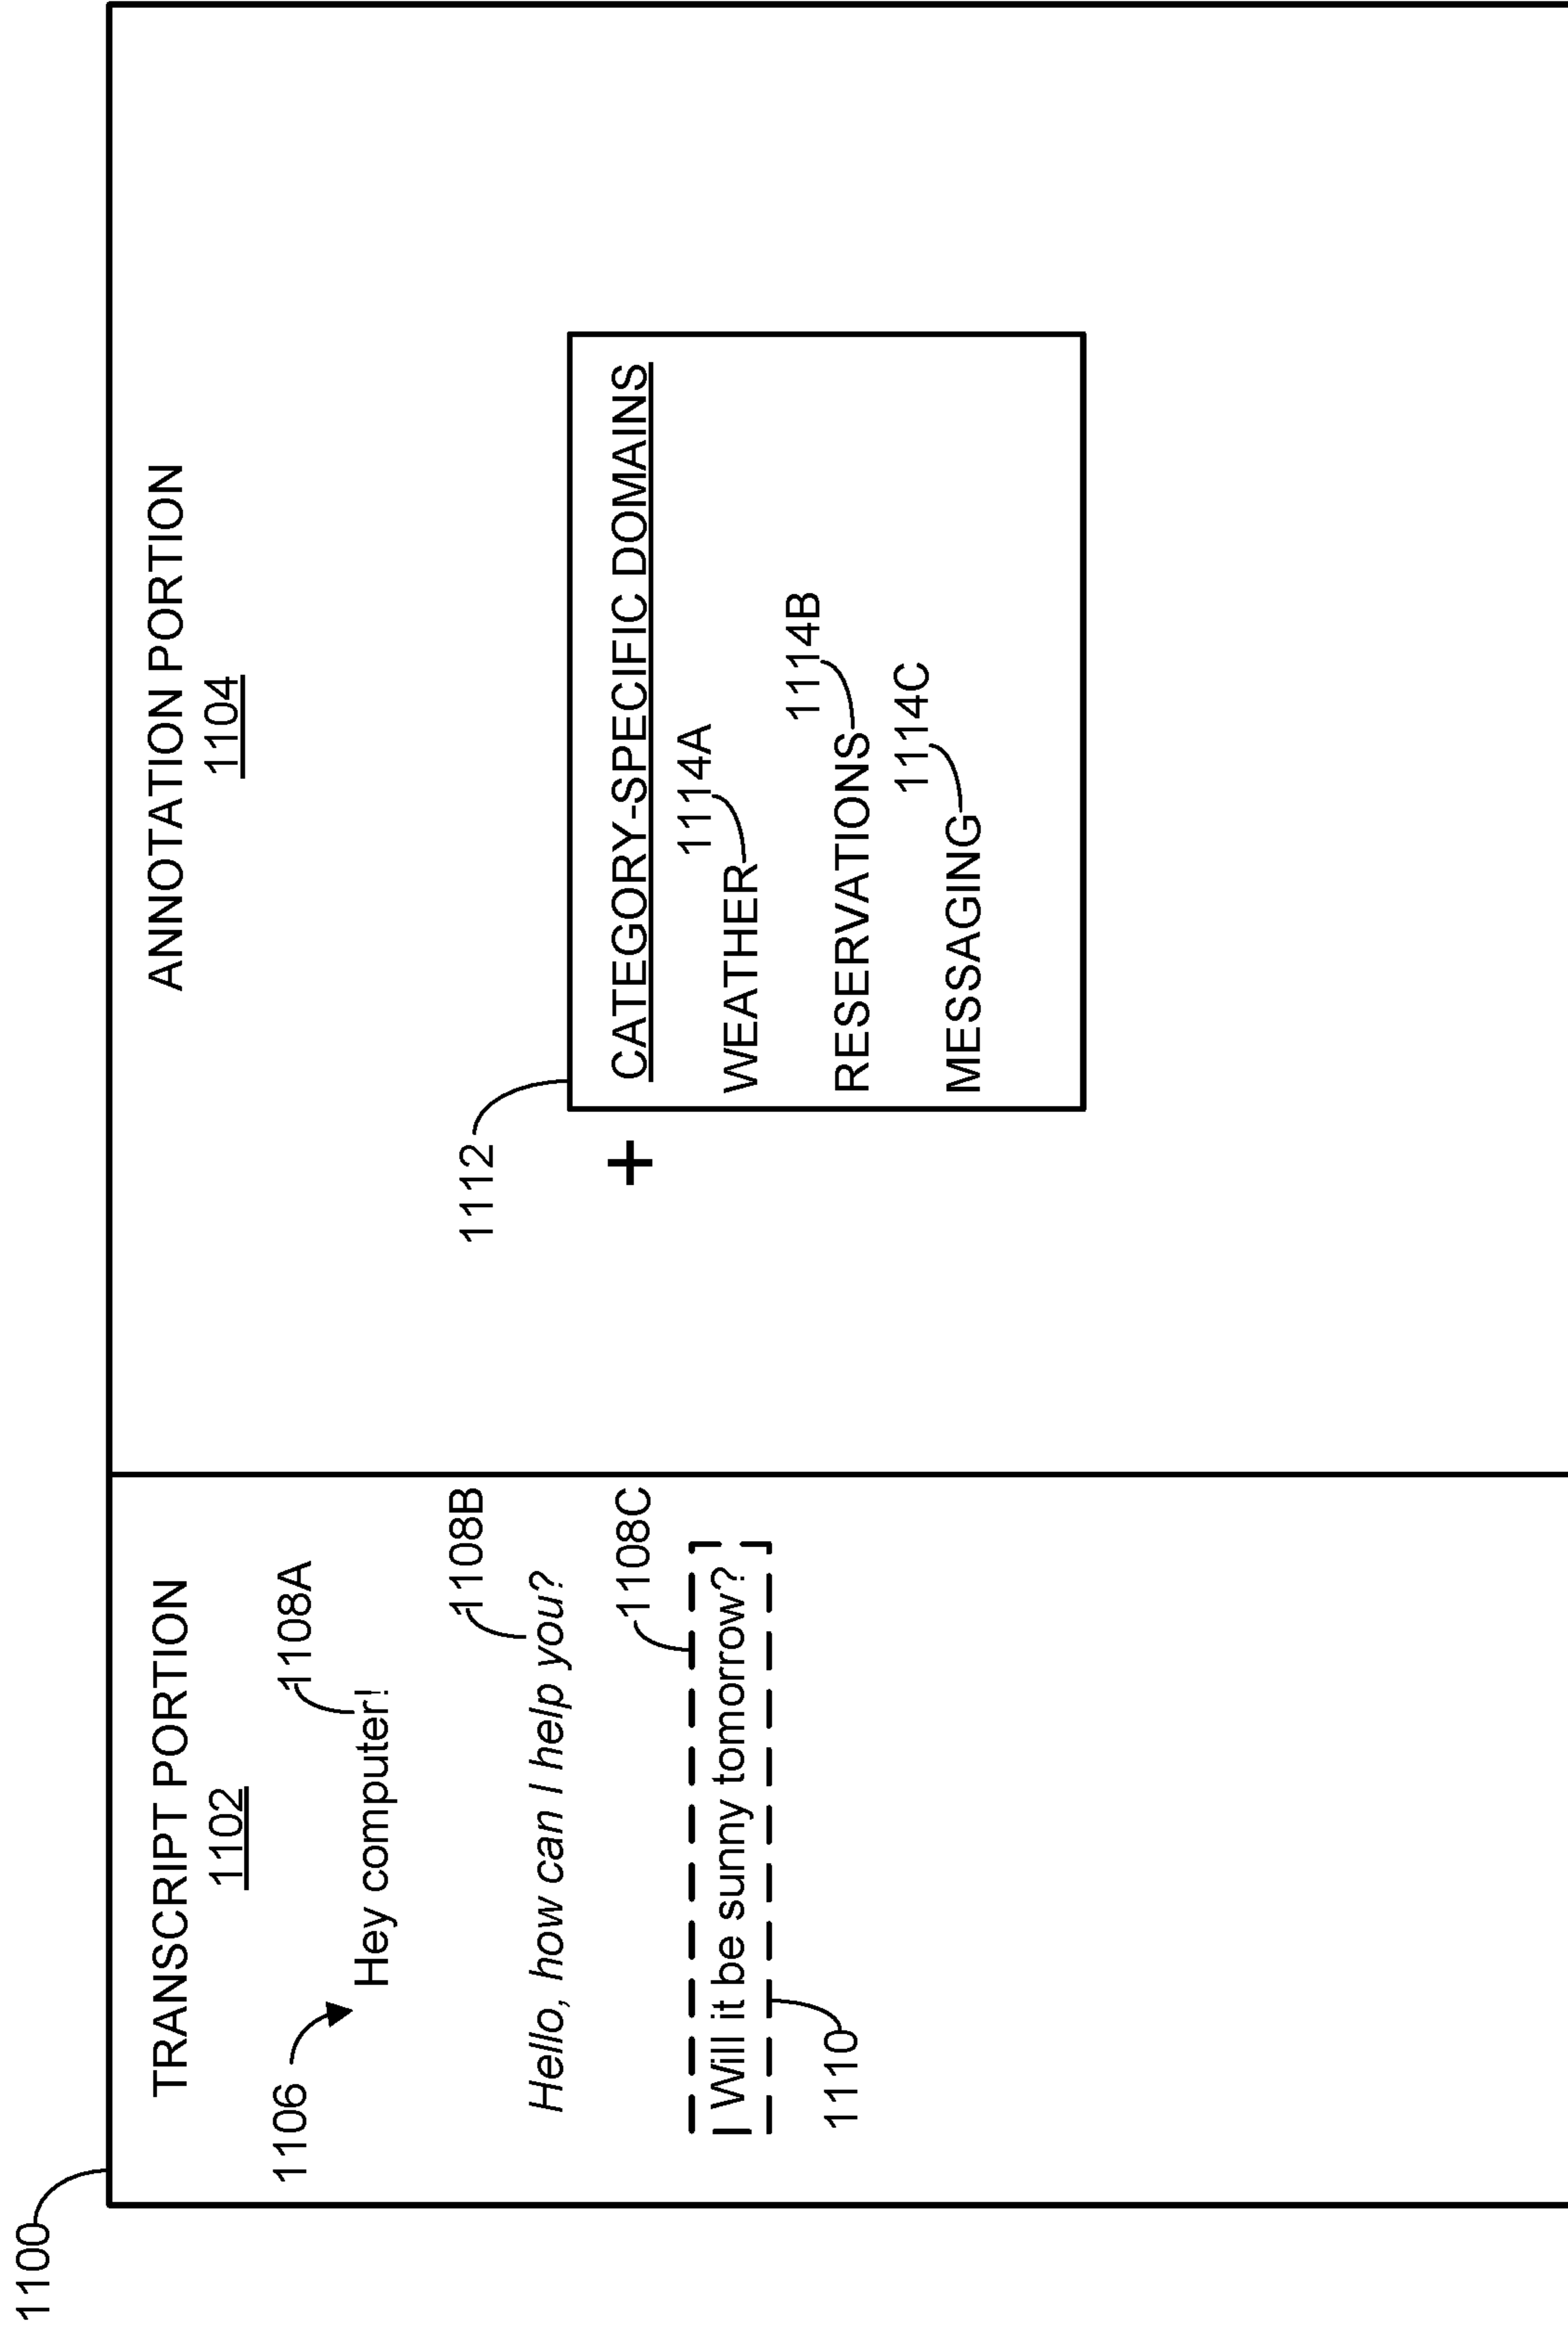 1100
TRANSCRIPT PORTION
1102
1106
1108A
Hey computer!
1108B
Hello, how can I help you?
1108C
Will it be sunny tomorrow?
1110
ANNOTATION PORTION
1104
1112
+
CATEGORY-SPECIFIC DOMAINS
1114A
WEATHER
1114B
RESERVATIONS
1114C
MESSAGING